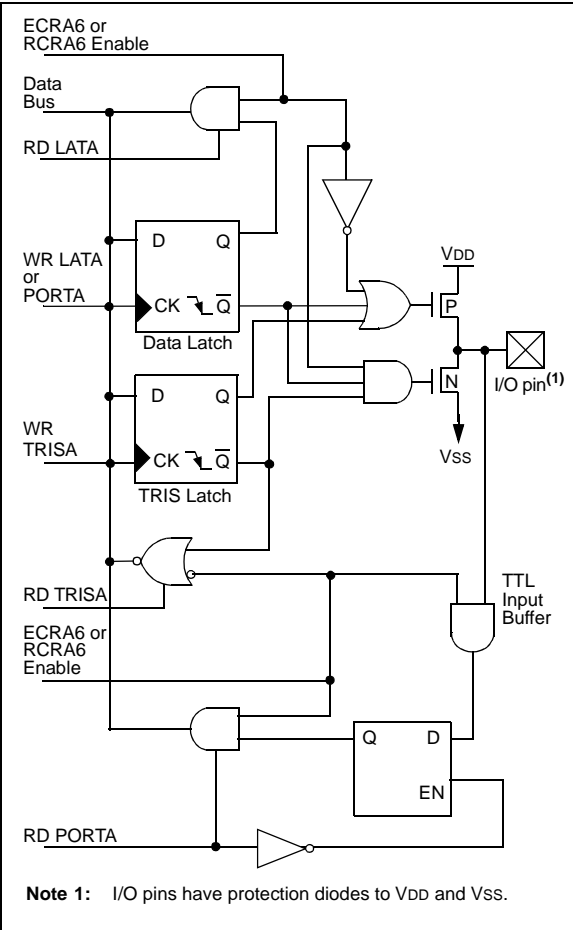 ECRA6 or
RCRA6 Enable
Data
Bus
RD LATA
D Q
WR LATA
or
PORTA
CK Q
Data Latch
VDD
P
I/O pin(1)
N
VSS
D Q
WR
TRISA
CK Q
TRIS Latch
RD TRISA
TTL
Input
Buffer
ECRA6 or
RCRA6
Enable
Q D
EN
RD PORTA
Note 1: I/O pins have protection diodes to VDD and VSS.